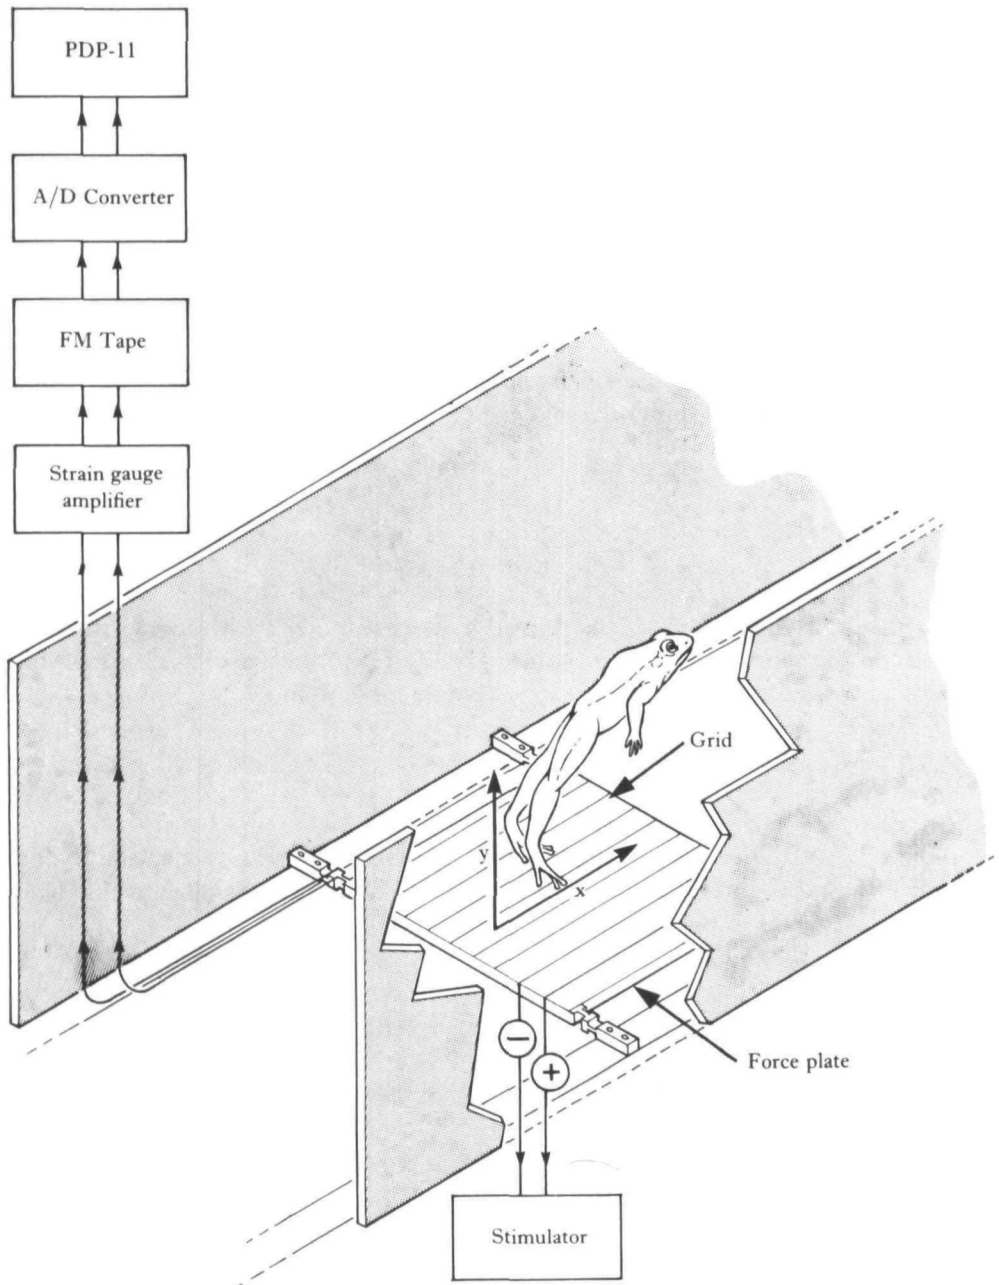 PDP-11
A/D Converter
FM Tape
Strain gauge
amplifier
Grid
y
x
−
+
Force plate
Stimulator